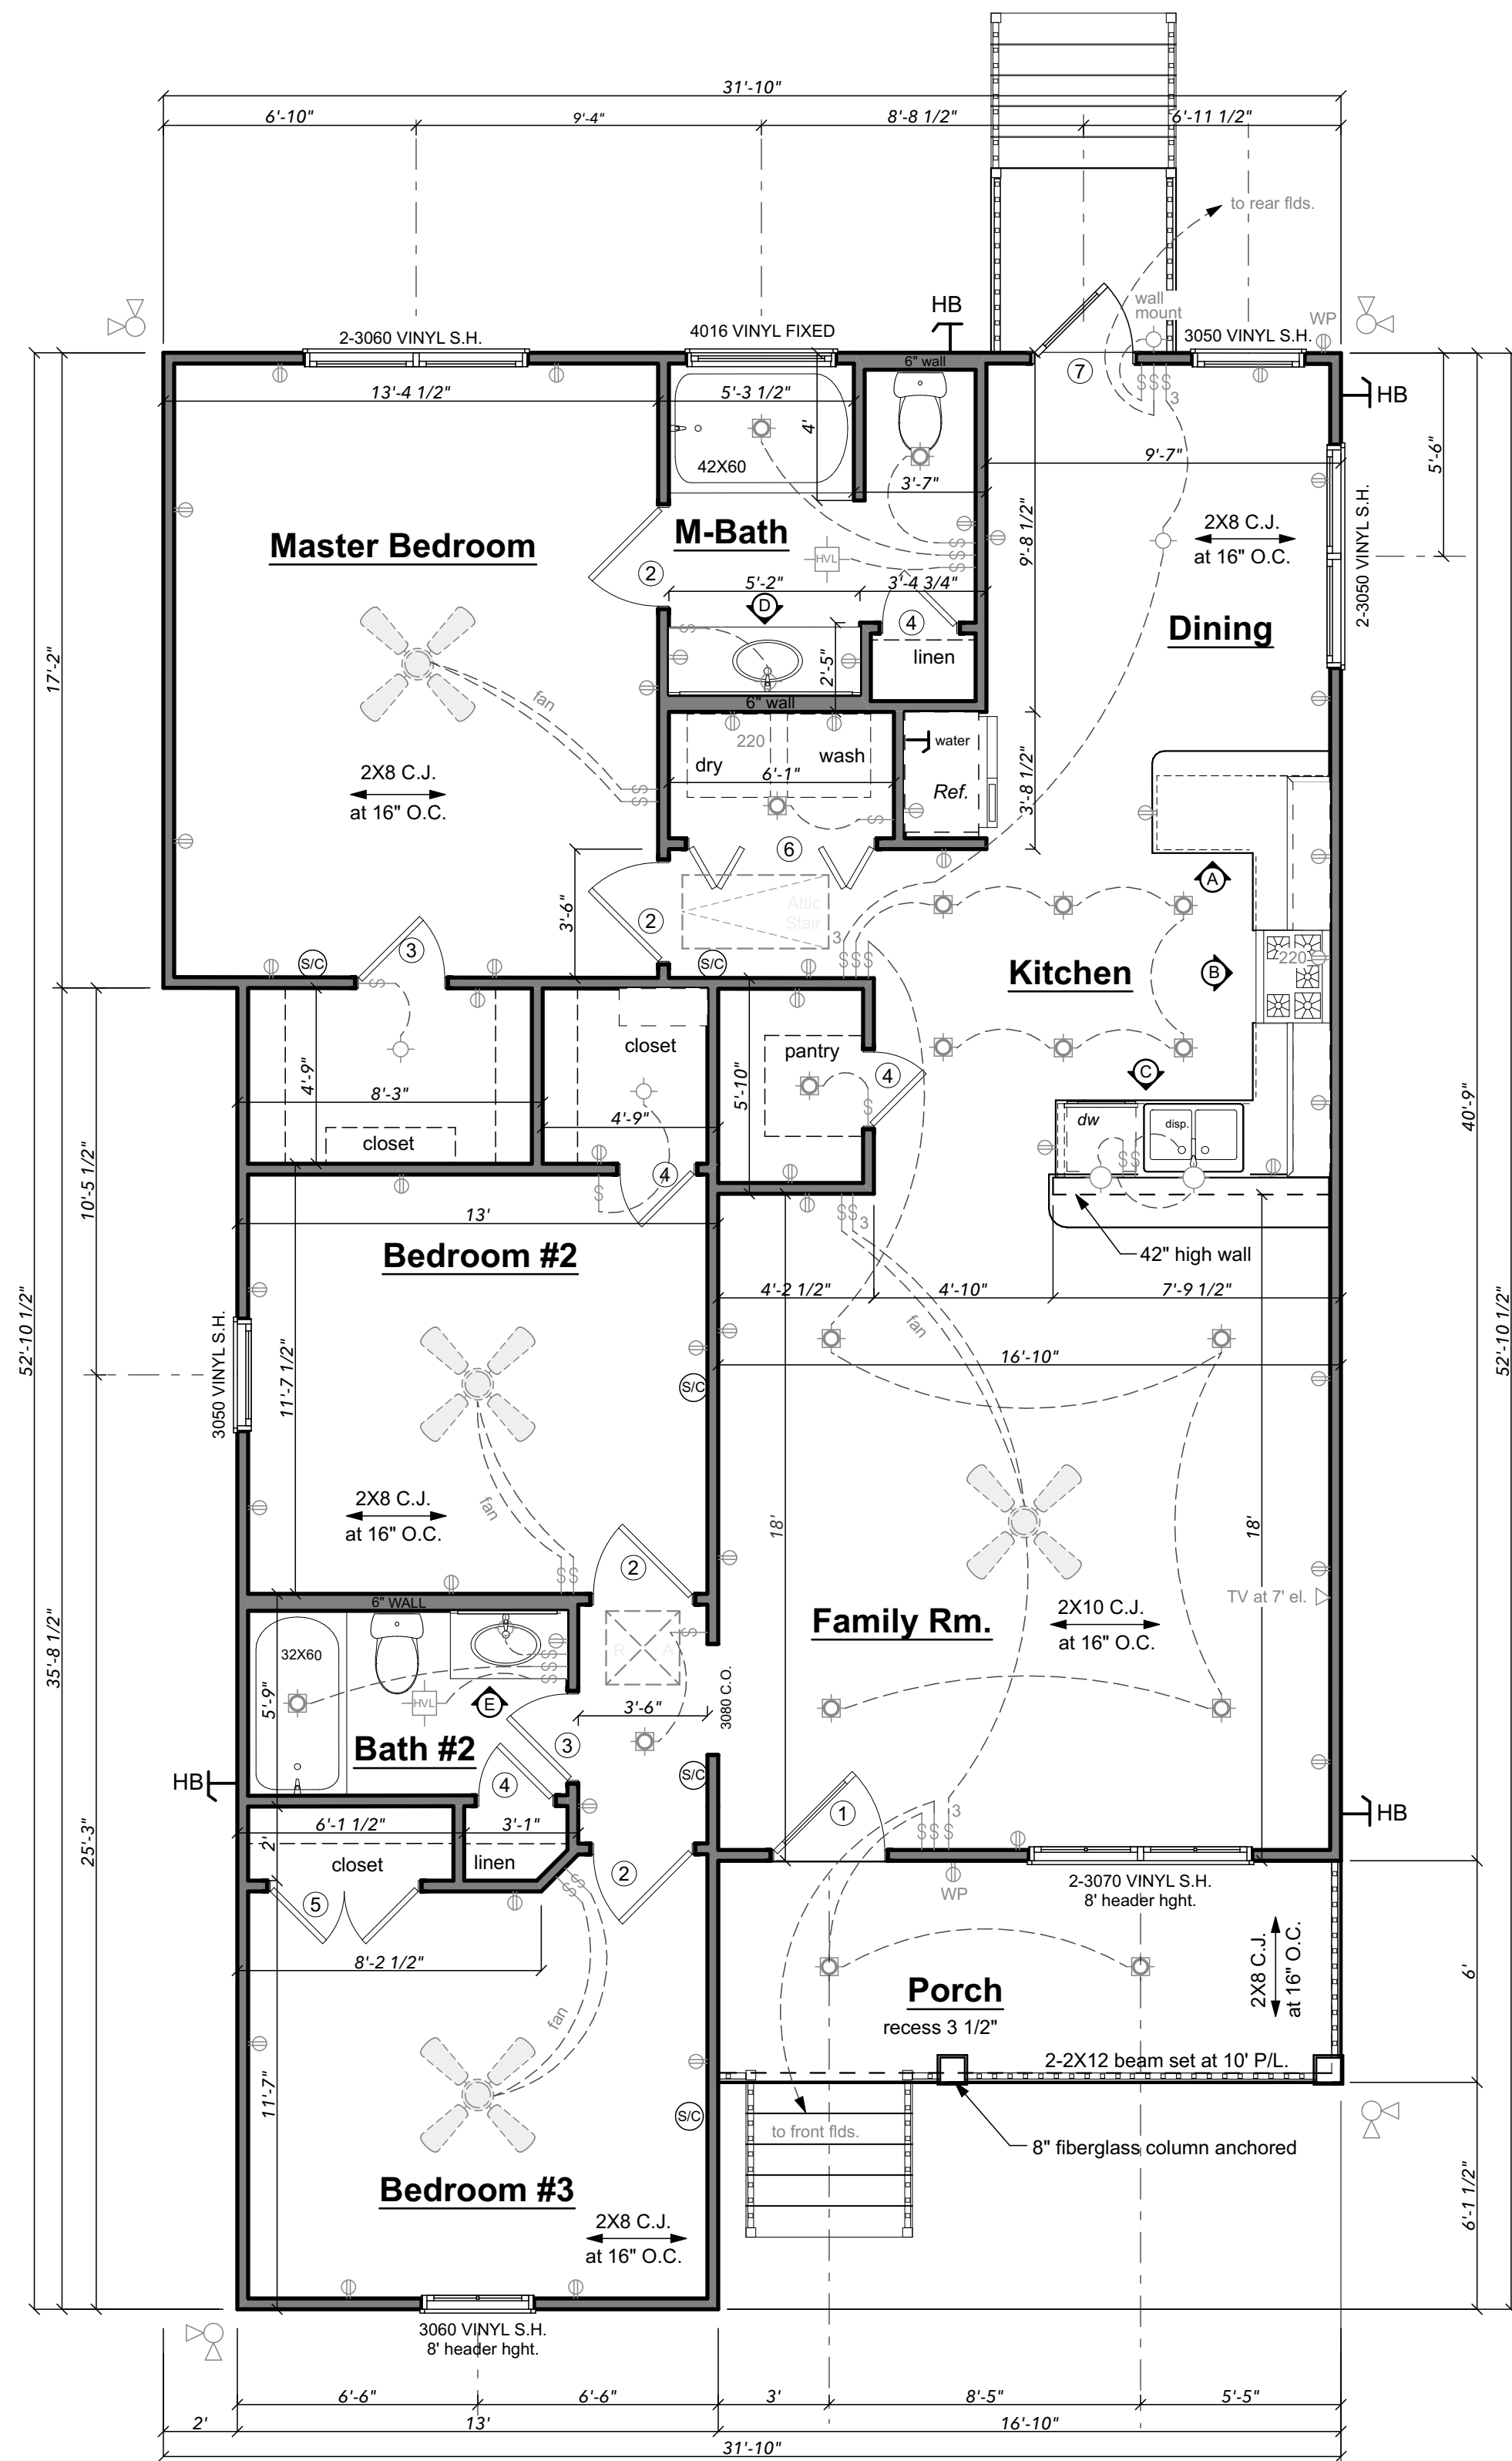 31'-10"
6'-10"
9'-4"
8'-8 1/2"
6'-11 1/2"
to rear flds.
wall
mount
HB
WP
2-3060 VINYL S.H.
4016 VINYL FIXED
3050 VINYL S.H.
6" wall
7
S S S 3
HB
13'-4 1/2"
5'-3 1/2"
4'
42X60
3'-7"
9'-7"
5'-6"
Master Bedroom
M-Bath
2X8 C.J.
at 16" O.C.
2-3050 VINYL S.H.
9'-8 1/2"
S
S
S
HVL
2
5'-2"
3'-4 3/4"
D
4
Dining
linen
S
2'-5"
17'-2"
6" wall
fan
220
dry
wash
water
6'-1"
Ref.
3'-8 1/2"
2X8 C.J.
at 16" O.C.
S
S
S
6
A
3'-6"
2
Attic
Stair
3
S S S
3
S/C
S/C
Kitchen
B
220
S
closet
pantry
4
C
4'-9"
8'-3"
5'-10"
S
dw
disp.
4'-9"
closet
S S
40'-9"
10'-5 1/2"
4
S
13'
S S 3
Bedroom #2
42" high wall
4'-2 1/2"
4'-10"
7'-9 1/2"
fan
52'-10 1/2"
52'-10 1/2"
16'-10"
3050 VINYL S.H.
11'-7 1/2"
S/C
2X8 C.J.
at 16" O.C.
fan
18'
18'
S S
2
TV at 7' el.
6" WALL
Family Rm.
2X10 C.J.
at 16" O.C.
32X60
S
S
S
R
A
S
35'-8 1/2"
5'-9"
HVL
E
3'-6"
3080 C.O.
Bath #2
3
4
S/C
HB
1
S S S 3
HB
6'-1 1/2"
3'-1"
2'
closet
linen
2
S
S
25'-3"
5
WP
2-3070 VINYL S.H.
8' header hght.
8'-2 1/2"
fan
Porch
recess 3 1/2"
2X8 C.J.
at 16" O.C.
6'
2-2X12 beam set at 10' P/L.
11'-7"
S/C
to front flds.
8" fiberglass column anchored
Bedroom #3
6'-1 1/2"
2X8 C.J.
at 16" O.C.
3060 VINYL S.H.
8' header hght.
6'-6"
6'-6"
3'
8'-5"
5'-5"
2'
13'
16'-10"
31'-10"